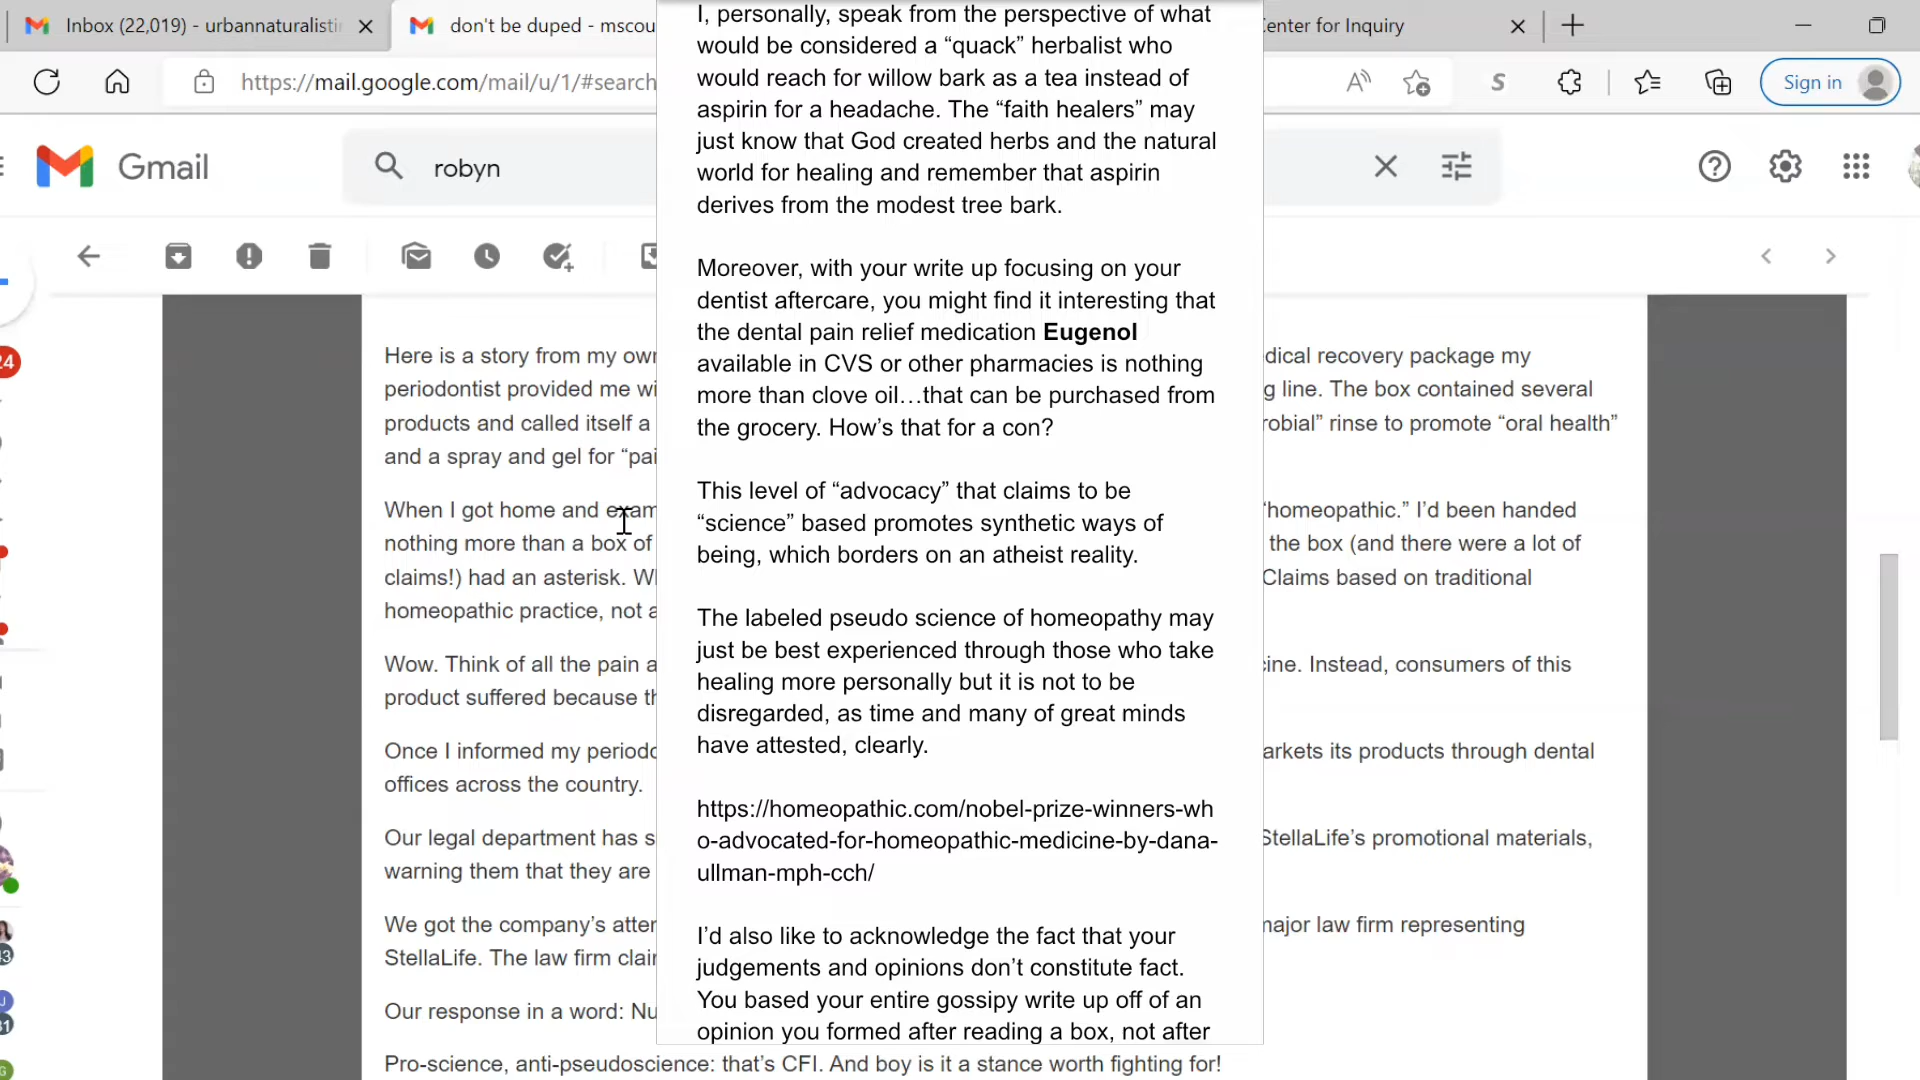 Inbox (22,019) - urbannaturalistin
don't be duped - mscou
Center for Inquiry
https://mail.google.com/mail/u/1/#search
Sign in
Gmail
robyn
24
I, personally, speak from the perspective of what
would be considered a “quack” herbalist who
would reach for willow bark as a tea instead of
aspirin for a headache. The “faith healers” may
just know that God created herbs and the natural
world for healing and remember that aspirin
derives from the modest tree bark.
Moreover, with your write up focusing on your
dentist aftercare, you might find it interesting that
the dental pain relief medication Eugenol
available in CVS or other pharmacies is nothing
more than clove oil…that can be purchased from
the grocery. How’s that for a con?
This level of “advocacy” that claims to be
“science” based promotes synthetic ways of
being, which borders on an atheist reality.
The labeled pseudo science of homeopathy may
just be best experienced through those who take
healing more personally but it is not to be
disregarded, as time and many of great minds
have attested, clearly.
https://homeopathic.com/nobel-prize-winners-wh
o-advocated-for-homeopathic-medicine-by-dana-
ullman-mph-cch/
I’d also like to acknowledge the fact that your
judgements and opinions don’t constitute fact.
You based your entire gossipy write up off of an
opinion you formed after reading a box, not after
Here is a story from my own dical recovery package my
periodontist provided me wi g line. The box contained several
products and called itself a robial” rinse to promote “oral health”
and a spray and gel for “pai
When I got home and exam “homeopathic.” I’d been handed
nothing more than a box of the box (and there were a lot of
claims!) had an asterisk. Wh Claims based on traditional
homeopathic practice, not a
Wow. Think of all the pain a cine. Instead, consumers of this
product suffered because th
Once I informed my periodo arkets its products through dental
offices across the country.
Our legal department has s StellaLife’s promotional materials,
warning them that they are
We got the company’s atter major law firm representing
StellaLife. The law firm clair
Our response in a word: Nu
Pro-science, anti-pseudoscience: that’s CFI. And boy is it a stance worth fighting for!